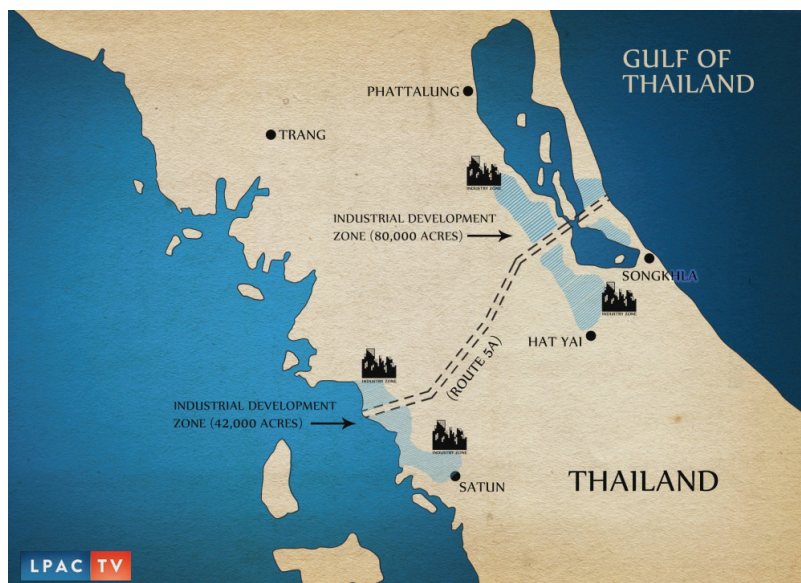 GULF OF
THAILAND
PHATTALUNG
TRANG
INDUSTRY ZONE
INDUSTRIAL DEVELOPMENT
ZONE (80,000 ACRES)
SONGKHLA
INDUSTRY ZONE
HAT YAI
(ROUTE 5A)
INDUSTRY ZONE
INDUSTRIAL DEVELOPMENT
ZONE (42,000 ACRES)
INDUSTRY ZONE
SATUN
THAILAND
LPAC TV